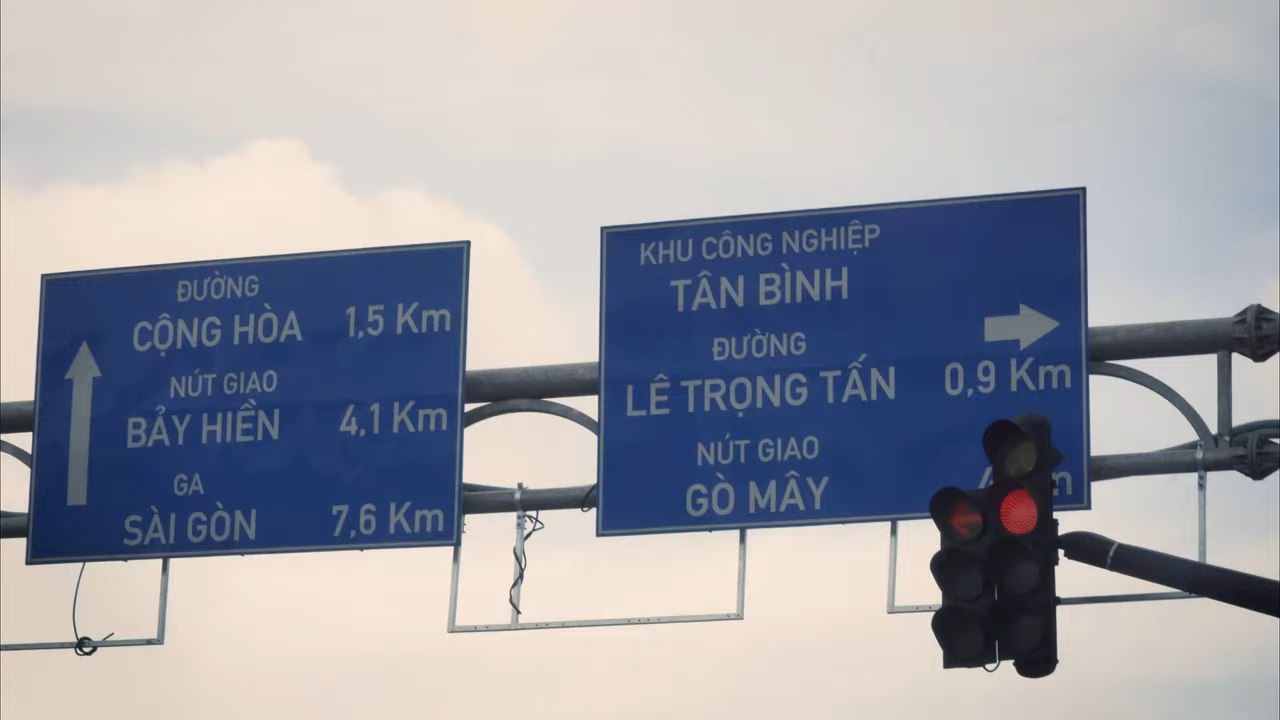 ĐƯỜNG
CỘNG HÒA 1,5 Km
NÚT GIAO
BẢY HIỀN 4,1 Km
GA
SÀI GÒN 7,6 Km
KHU CÔNG NGHIỆP
TÂN BÌNH
ĐƯỜNG
LÊ TRỌNG TẤN 0,9 Km
NÚT GIAO
GÒ MÂY